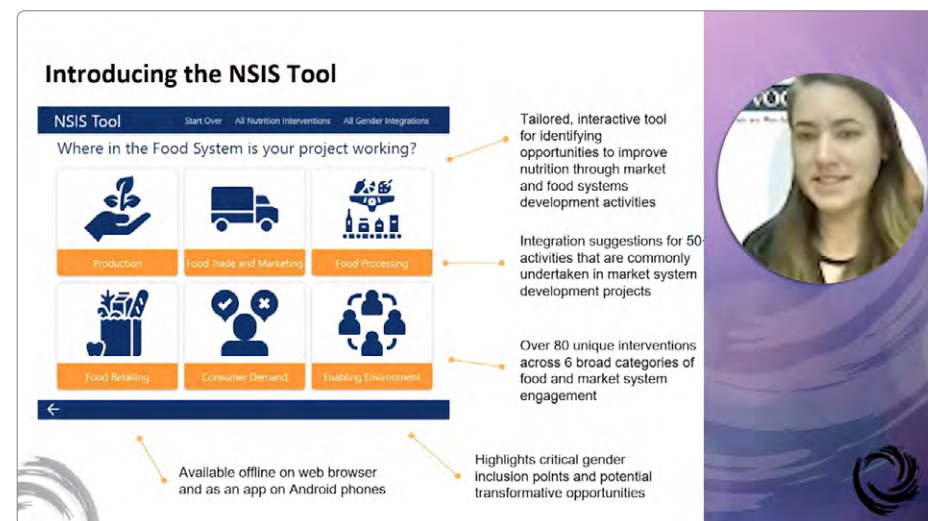 Introducing the NSIS Tool
NSIS Tool
Start Over
All Nutrition Interventions
All Gender Integrations
Where in the Food System is your project working?
Production
Food Trade and Marketing
Food Processing
Food Retailing
Consumer Demand
Enabling Environment
Tailored, interactive tool
for identifying
opportunities to improve
nutrition through market
and food systems
development activities
Integration suggestions for 50
activities that are commonly
undertaken in market system
development projects
Over 80 unique interventions
across 6 broad categories of
food and market system
engagement
Available offline on web browser
and as an app on Android phones
Highlights critical gender
inclusion points and potential
transformative opportunities